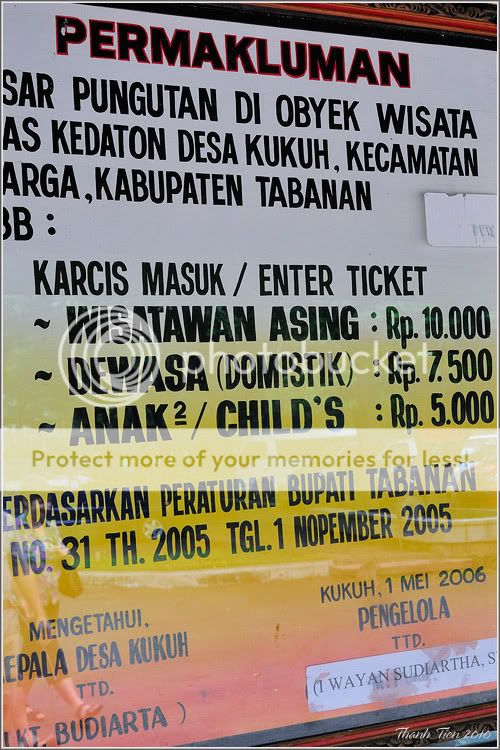 PERMAKLUMAN
SAR PUNGUTAN DI OBYEK WISATA
AS KEDATON DESA KUKUH, KECAMATAN
ARGA, KABUPATEN TABANAN
BB :
KARCIS MASUK / ENTER TICKET
~ WISATAWAN ASING : Rp. 10.000
~ DEWASA (DOMISTIK) : Rp. 7.500
~ ANAK² / CHILD'S : Rp. 5.000
photobucket
Protect more of your memories for less!
ERDASARKAN PERATURAN BUPATI TABANAN
NO. 31 TH. 2005 TGL. 1 NOPEMBER 2005
KUKUH, 1 MEI 2006
MENGETAHUI,
PENGELOLA
EPALA DESA KUKUH
TTD.
TTD.
(I WAYAN SUDIARTHA, S
LKT. BUDIARTA )
Thanh Tien 2010